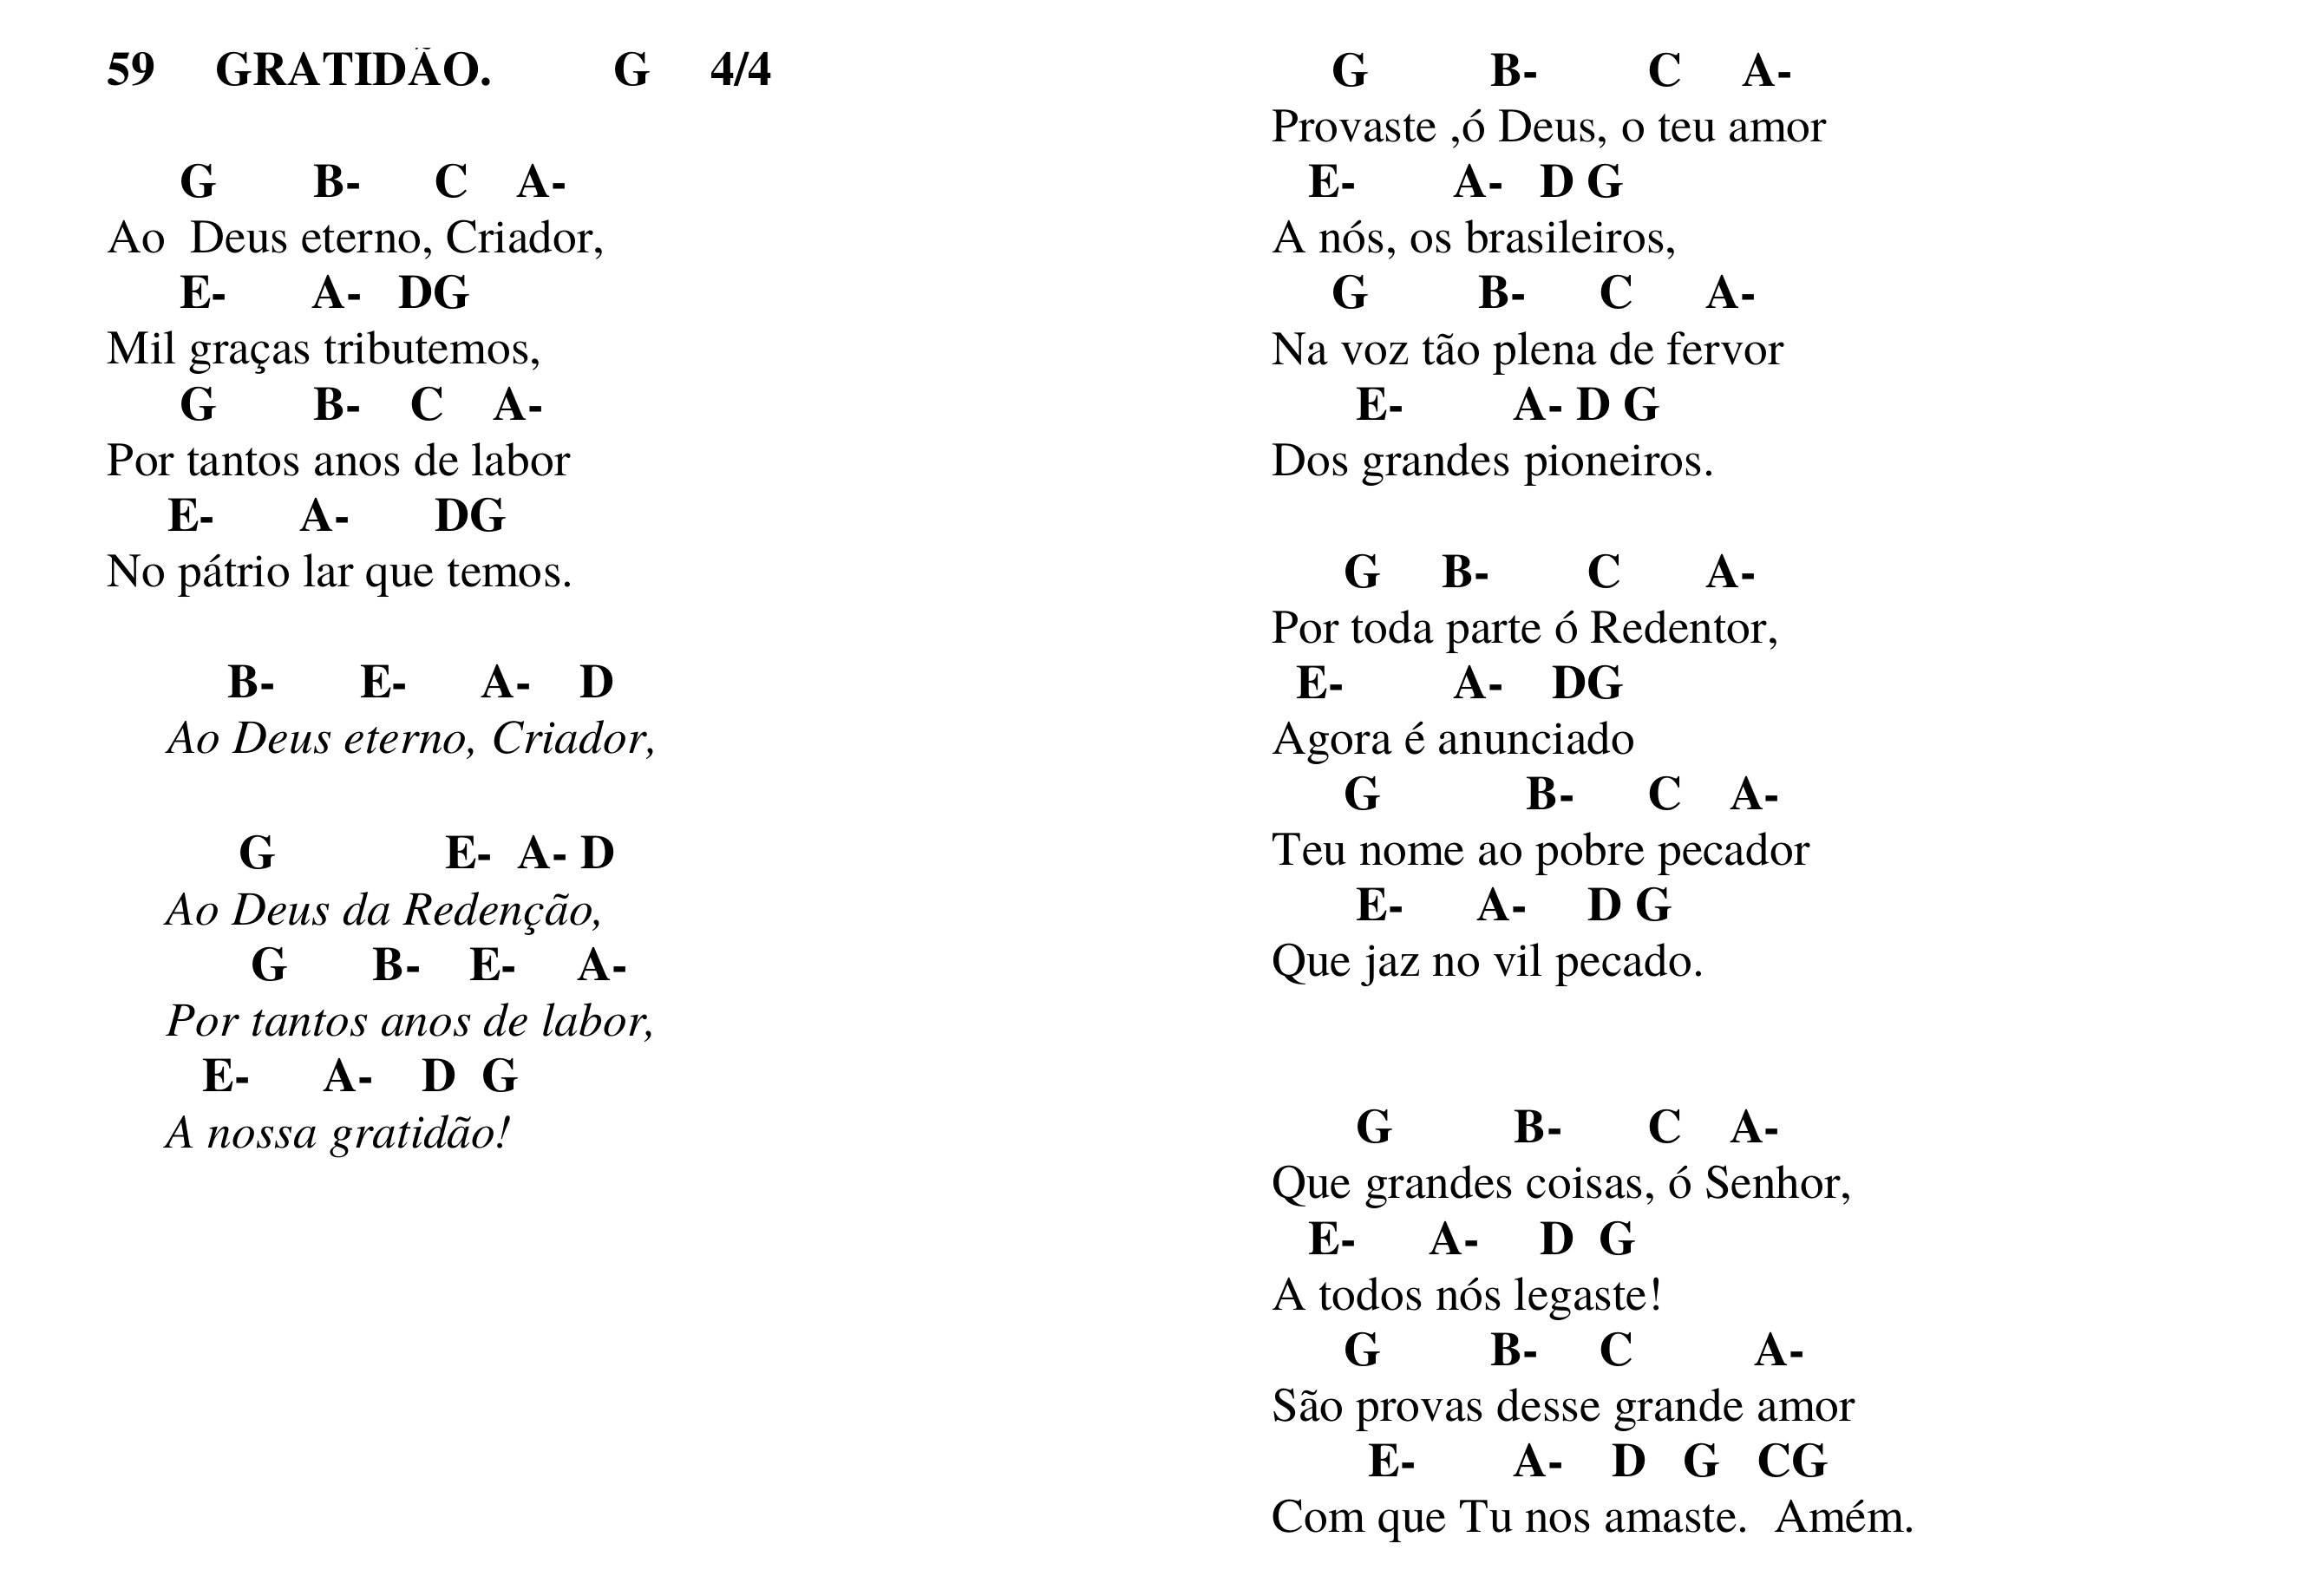 59     GRATIDÃO.          G     4/4
G        B-      C    A-
Ao  Deus eterno, Criador,
E-       A-   DG
Mil graças tributemos,
G        B-    C    A-
Por tantos anos de labor
E-       A-       DG
No pátrio lar que temos.
B-       E-      A-    D
Ao Deus eterno, Criador,
G              E-  A- D
Ao Deus da Redenção,
G       B-    E-     A-
Por tantos anos de labor,
E-      A-    D  G
A nossa gratidão!
G          B-         C     A-
Provaste ,ó Deus, o teu amor
E-        A-   D G
A nós, os brasileiros,
G         B-      C      A-
Na voz tão plena de fervor
E-         A- D G
Dos grandes pioneiros.
G     B-        C       A-
Por toda parte ó Redentor,
E-         A-    DG
Agora é anunciado
G            B-      C    A-
Teu nome ao pobre pecador
E-      A-     D G
Que jaz no vil pecado.
G          B-       C    A-
Que grandes coisas, ó Senhor,
E-      A-     D  G
A todos nós legaste!
G         B-     C          A-
São provas desse grande amor
E-        A-    D   G   CG
Com que Tu nos amaste.  Amém.